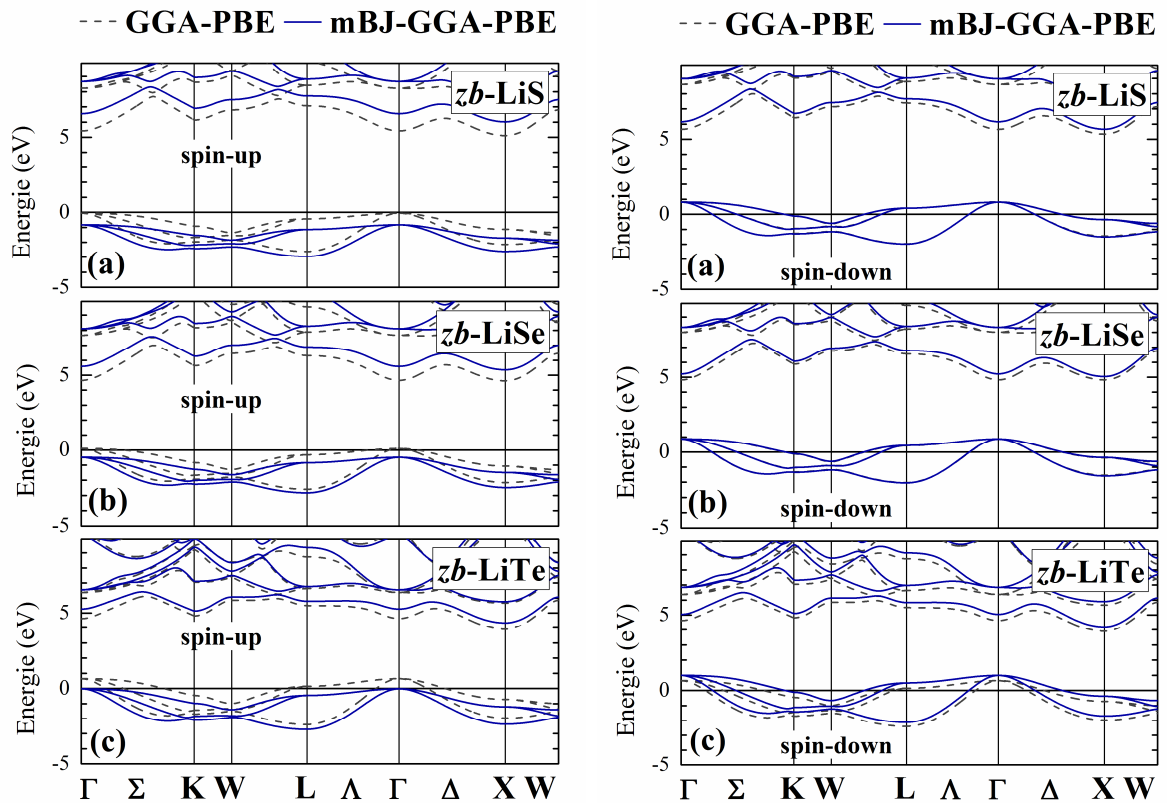 GGA-PBE mBJ-GGA-PBE
zb-LiS
5
spin-up
0
(a)
-5
Energie (eV)
zb-LiSe
5
spin-up
0
(b)
-5
Energie (eV)
zb-LiTe
5
spin-up
0
(c)
-5
Energie (eV)
Γ Σ K W L Λ Γ Δ X W
GGA-PBE mBJ-GGA-PBE
zb-LiS
5
0
(a)
spin-down
-5
Energie (eV)
zb-LiSe
5
0
(b)
spin-down
-5
Energie (eV)
zb-LiTe
5
0
(c)
spin-down
-5
Energie (eV)
Γ Σ K W L Λ Γ Δ X W